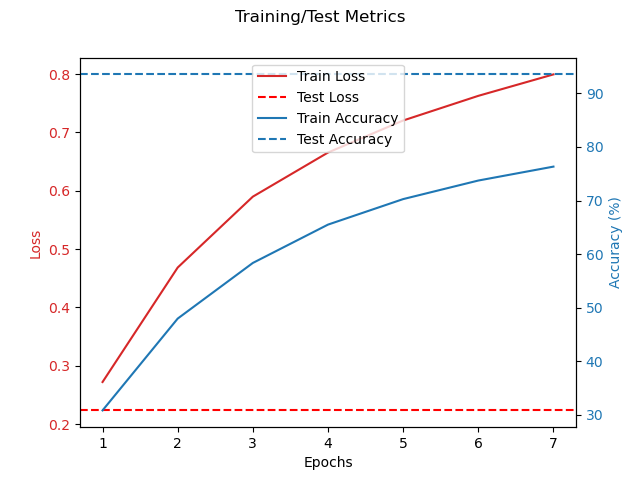 Training/Test Metrics
Train Loss
Test Loss
Train Accuracy
Test Accuracy
0.8
0.7
0.6
0.5
0.4
0.3
0.2
Loss
90
80
70
60
50
40
30
Accuracy (%)
1 2 3 4 5 6 7
Epochs